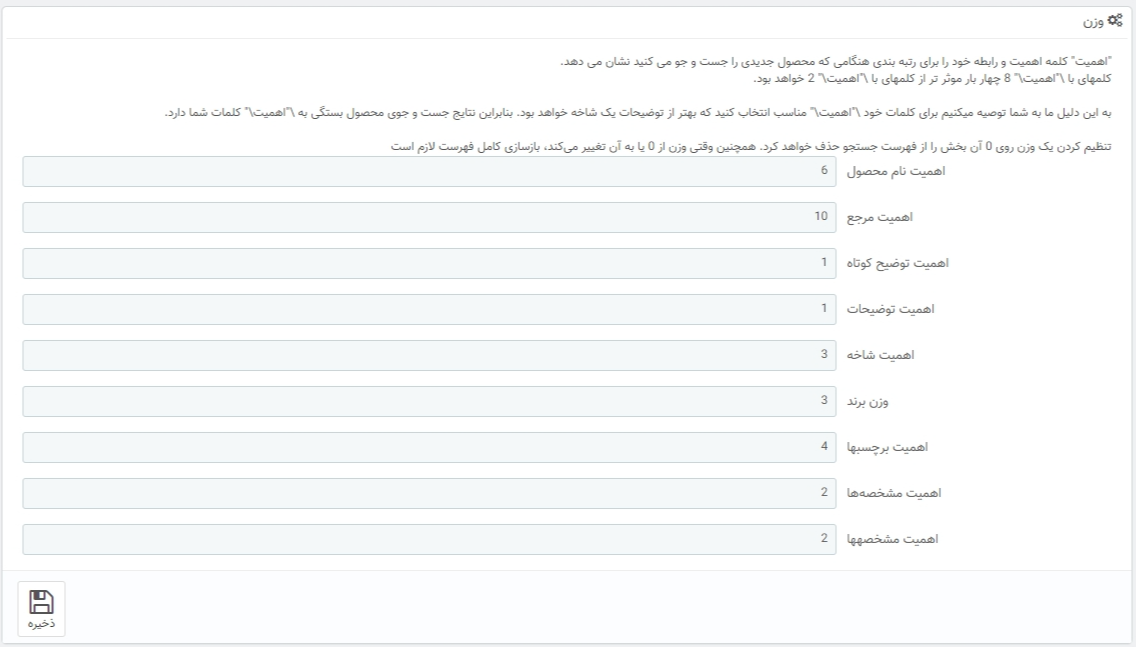 وزن
"اهمیت" کلمه اهمیت و رابطه خود را برای رتبه بندی هنگامی که محصول جدیدی را جست و جو می کنید نشان می دهد.
کلمهای با \"اهمیت\" 8 چهار بار موثر تر از کلمهای با \"اهمیت\" 2 خواهد بود.
به این دلیل ما به شما توصیه میکنیم برای کلمات خود \"اهمیت\" مناسب انتخاب کنید که بهتر از توضیحات یک شاخه خواهد بود. بنابراین نتایج جست و جوی محصول بستگی به \"اهمیت\" کلمات شما دارد.
تنظیم کردن یک وزن روی 0 آن بخش را از فهرست جستجو حذف خواهد کرد. همچنین وقتی وزن از 0 یا به آن تغییر می‌کند، بازسازی کامل فهرست لازم است
اهمیت نام محصول 6
اهمیت مرجع 10
اهمیت توضیح کوتاه 1
اهمیت توضیحات 1
اهمیت شاخه 3
وزن برند 3
اهمیت برچسبها 4
اهمیت مشخصه‌ها 2
اهمیت مشخصهها 2
ذخیره